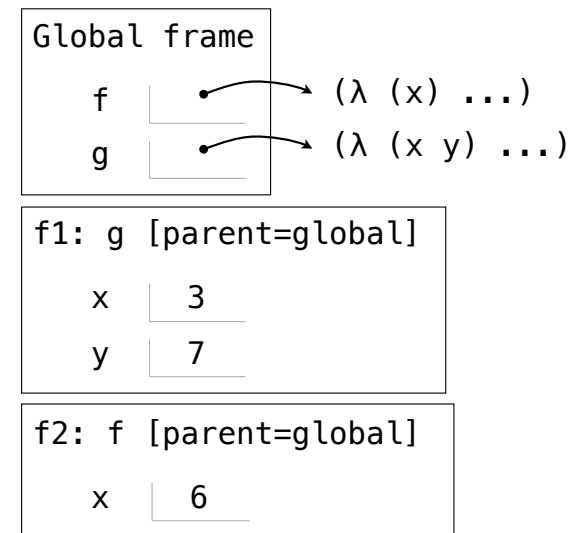 Global frame
f (λ (x) ...)
g (λ (x y) ...)
f1: g [parent=global]
x 3
y 7
f2: f [parent=global]
x 6